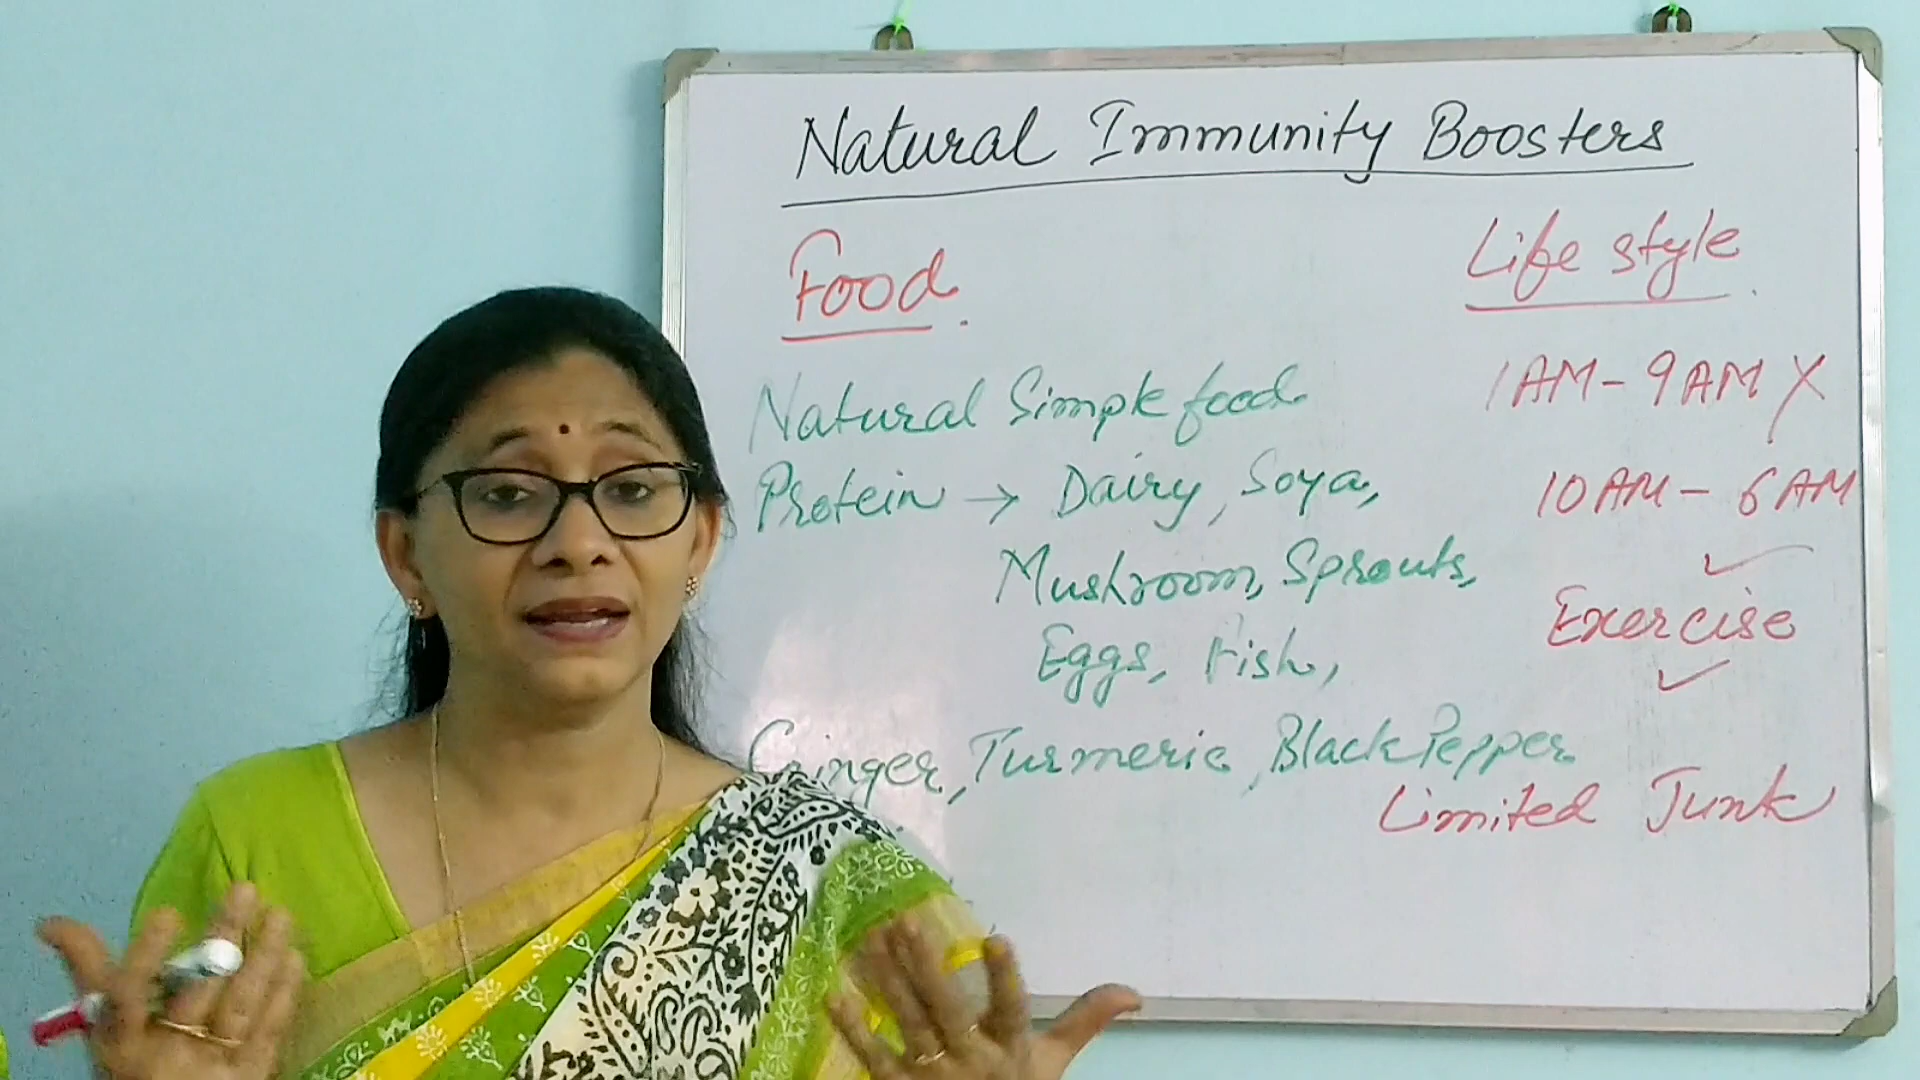 Natural Immunity Boosters
Food.
Natural Simple food
Protein → Dairy, Soya,
Mushroom, Sprouts,
Eggs, Fish,
Ginger, Turmeric, Black Pepper
Life style
1AM - 9AM X
10AM - 6AM
✓
Exercise
✓
Limited Junk